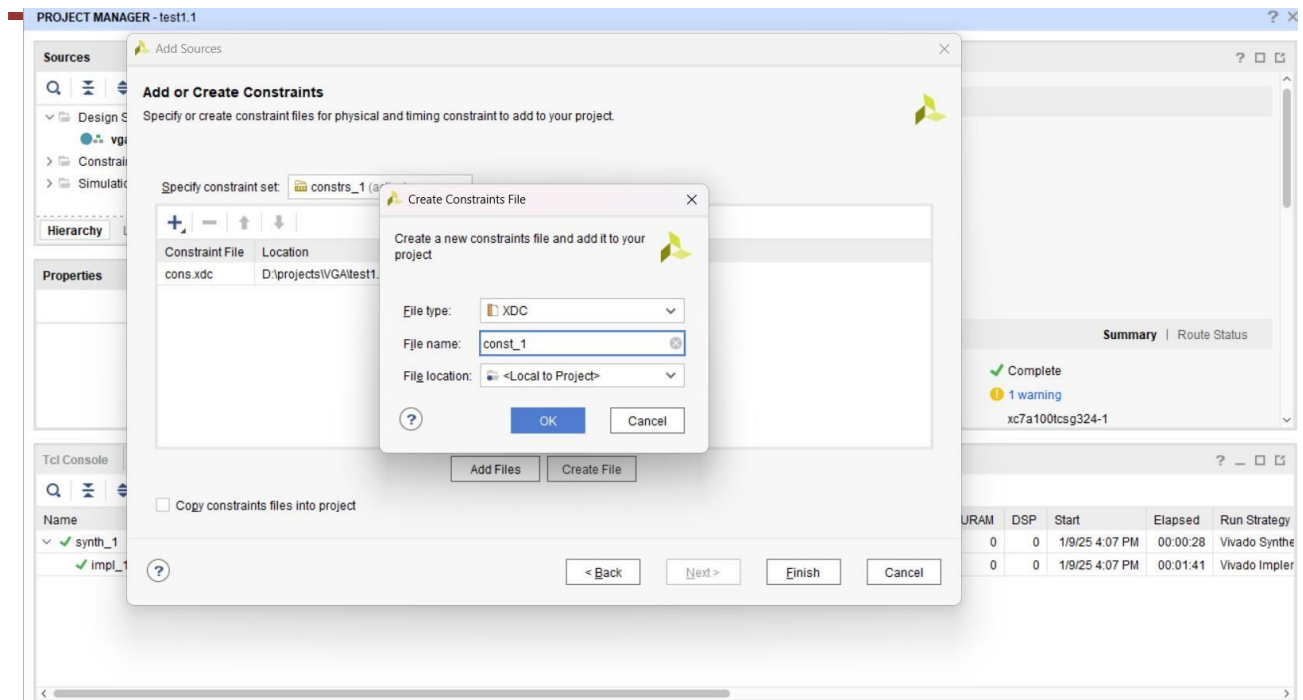 PROJECT MANAGER - test1.1
Sources
Design S
vga
Constrai
Simulatio
Hierarchy
Properties
Add Sources
Add or Create Constraints
Specify or create constraint files for physical and timing constraint to add to your project.
Specify constraint set: constrs_1
Constraint File Location
cons.xdc D:\projects\VGA\test1.
Create Constraints File
Create a new constraints file and add it to your
project
File type: XDC
File name: const_1
File location: <Local to Project>
? OK Cancel
Add Files Create File
Copy constraints files into project
? < Back Next > Finish Cancel
Summary | Route Status
Complete
1 warning
xc7a100tcsg324-1
Tcl Console
Name URAM DSP Start Elapsed Run Strategy
synth_1 0 0 1/9/25 4:07 PM 00:00:28 Vivado Synthe
impl_1 0 0 1/9/25 4:07 PM 00:01:41 Vivado Impler